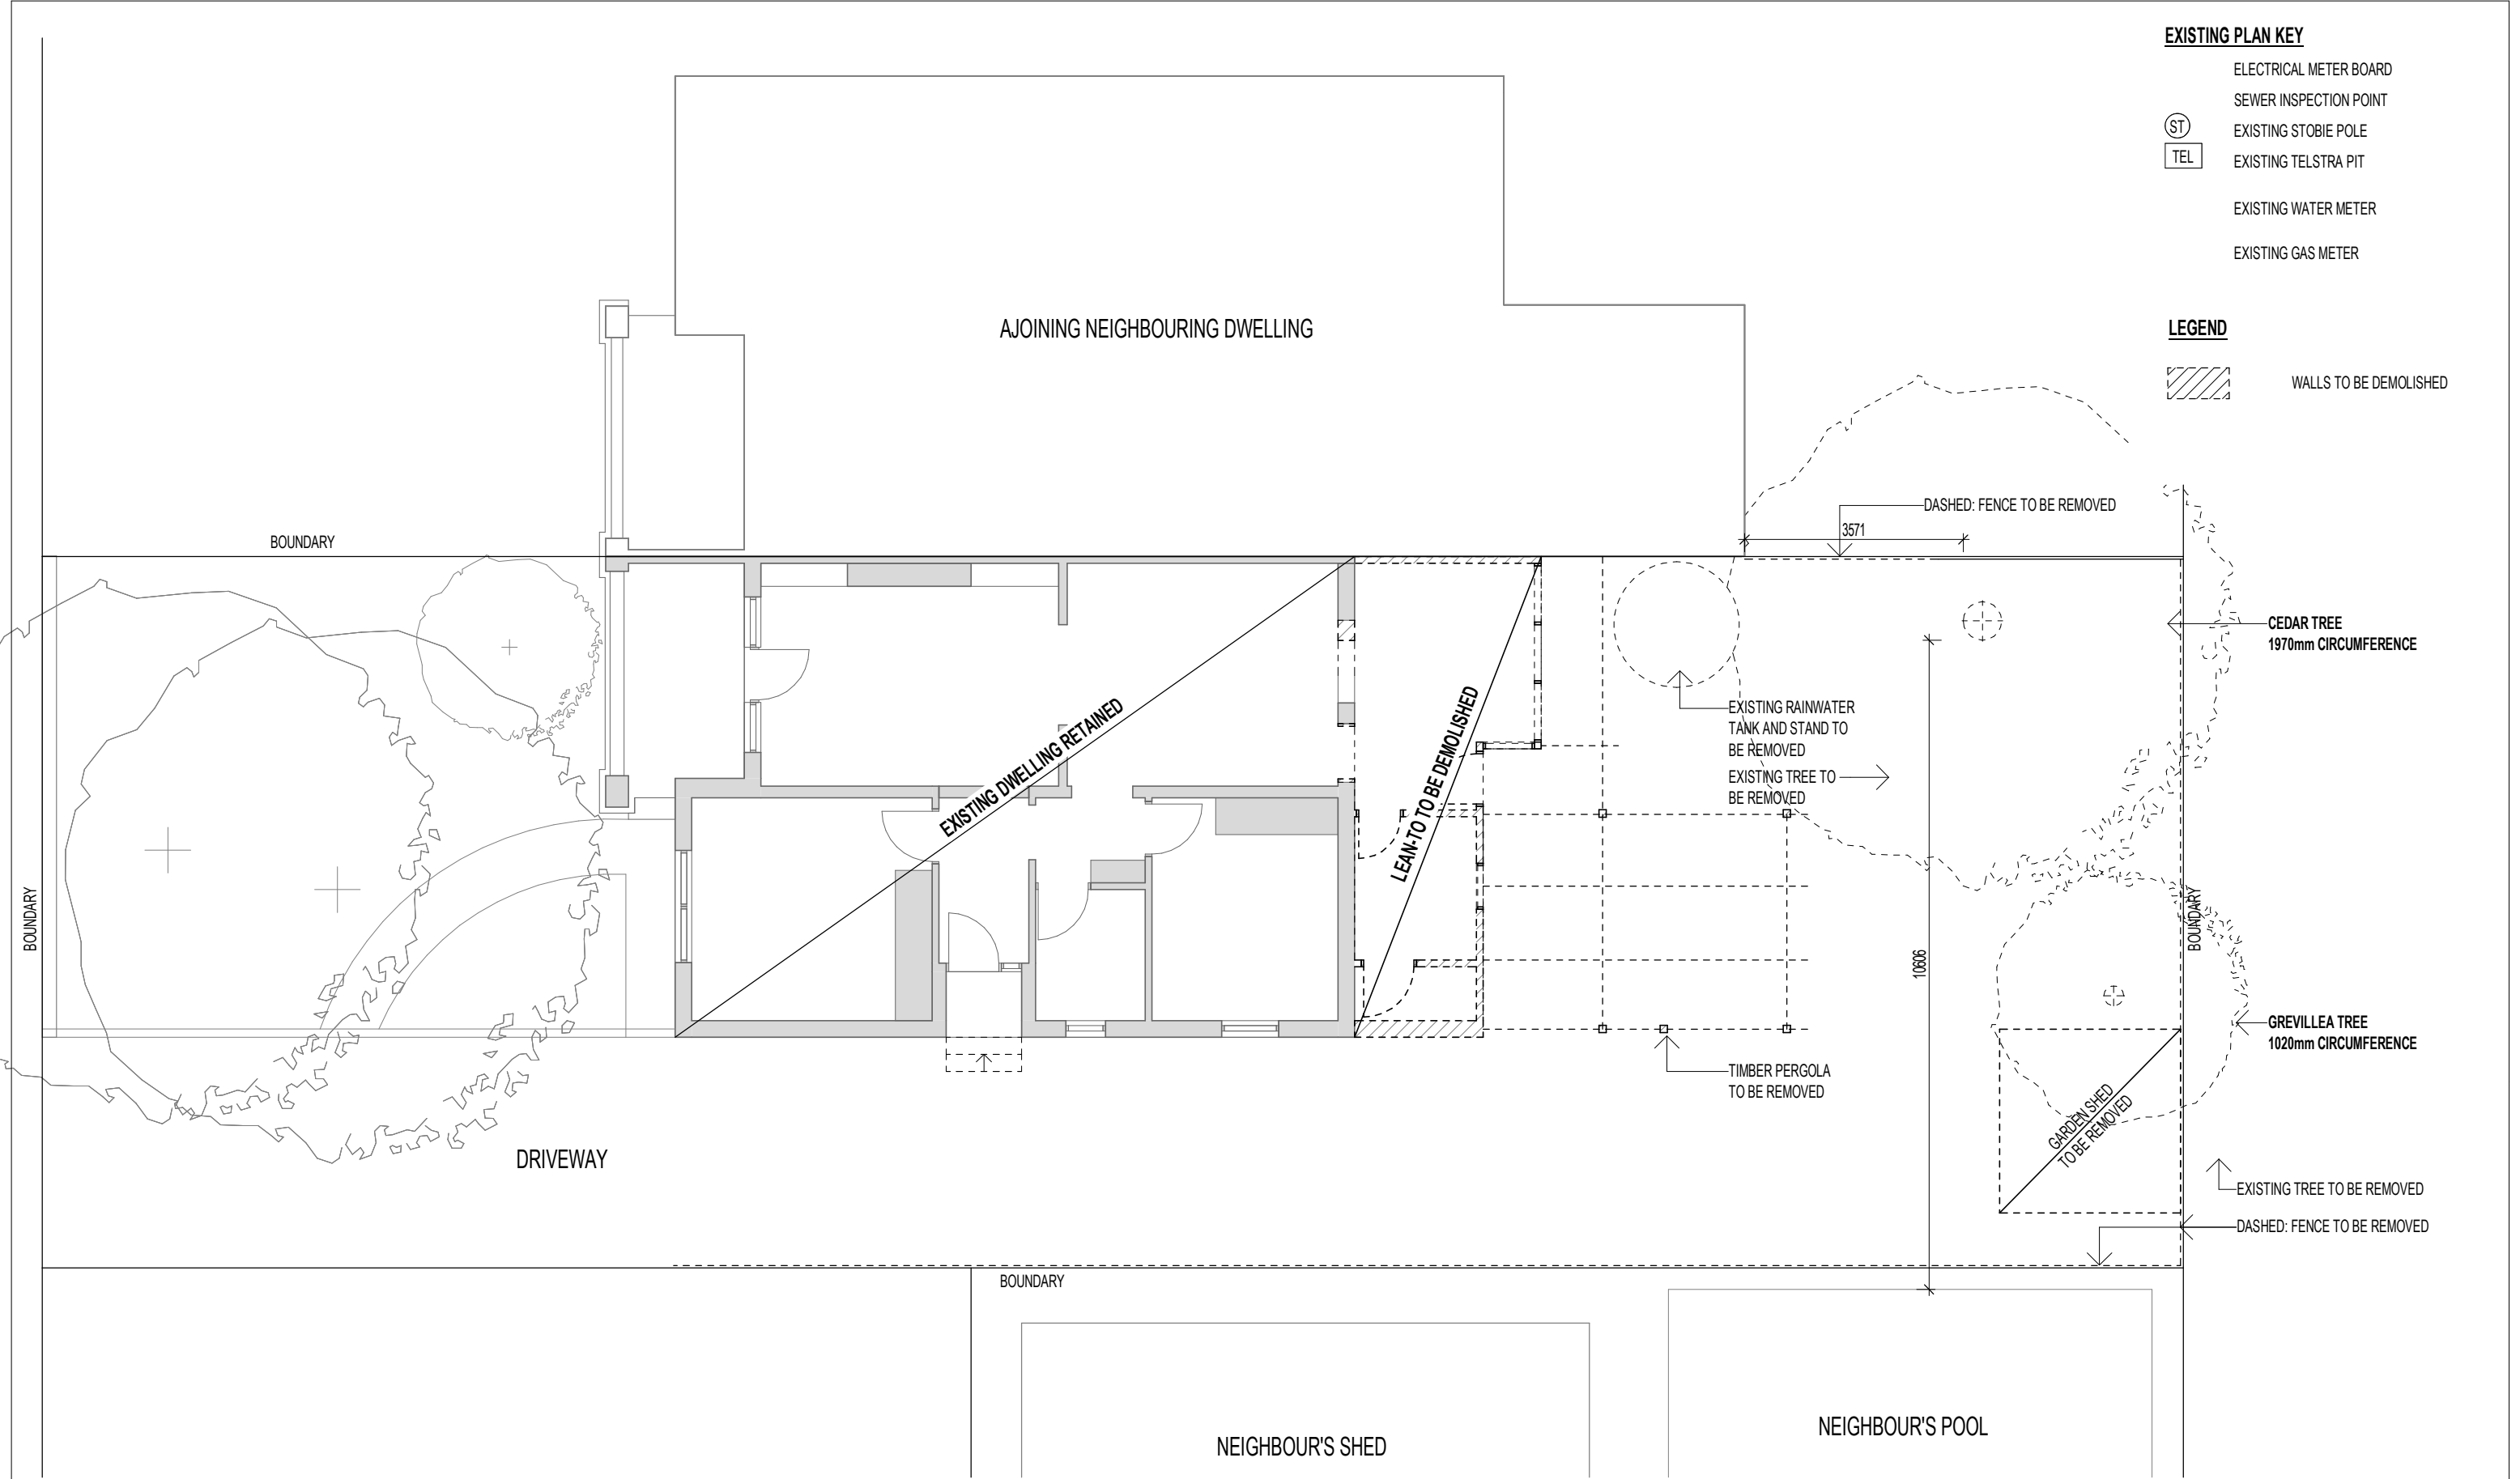 EXISTING PLAN KEY
ELECTRICAL METER BOARD
SEWER INSPECTION POINT
ST
EXISTING STOBIE POLE
TEL
EXISTING TELSTRA PIT
EXISTING WATER METER
EXISTING GAS METER
LEGEND
WALLS TO BE DEMOLISHED
AJOINING NEIGHBOURING DWELLING
DASHED: FENCE TO BE REMOVED
3571
BOUNDARY
CEDAR TREE
1970mm CIRCUMFERENCE
EXISTING DWELLING RETAINED
LEAN-TO TO BE DEMOLISHED
EXISTING RAINWATER
TANK AND STAND TO
BE REMOVED
EXISTING TREE TO
BE REMOVED
BOUNDARY
BOUNDARY
10606
GREVILLEA TREE
1020mm CIRCUMFERENCE
TIMBER PERGOLA
TO BE REMOVED
GARDEN SHED
TO BE REMOVED
DRIVEWAY
EXISTING TREE TO BE REMOVED
DASHED: FENCE TO BE REMOVED
BOUNDARY
NEIGHBOUR'S SHED
NEIGHBOUR'S POOL